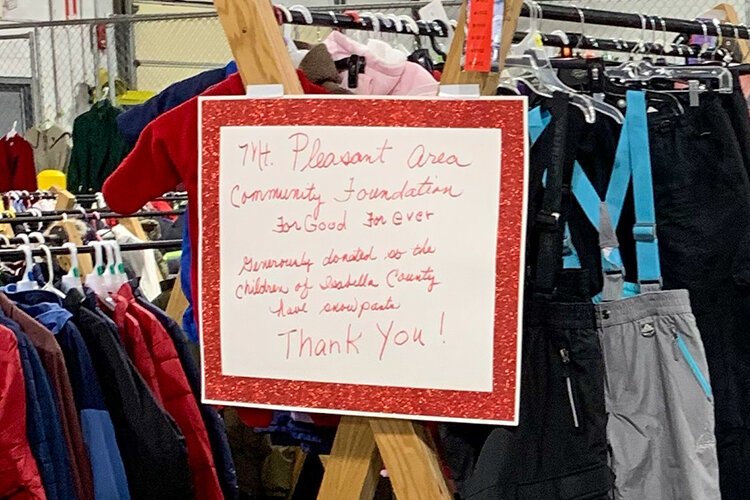 Mt. Pleasant Area
Community Foundation
For Good For ever
Generously donated so the
children of Isabella County
have snowpants
Thank You!